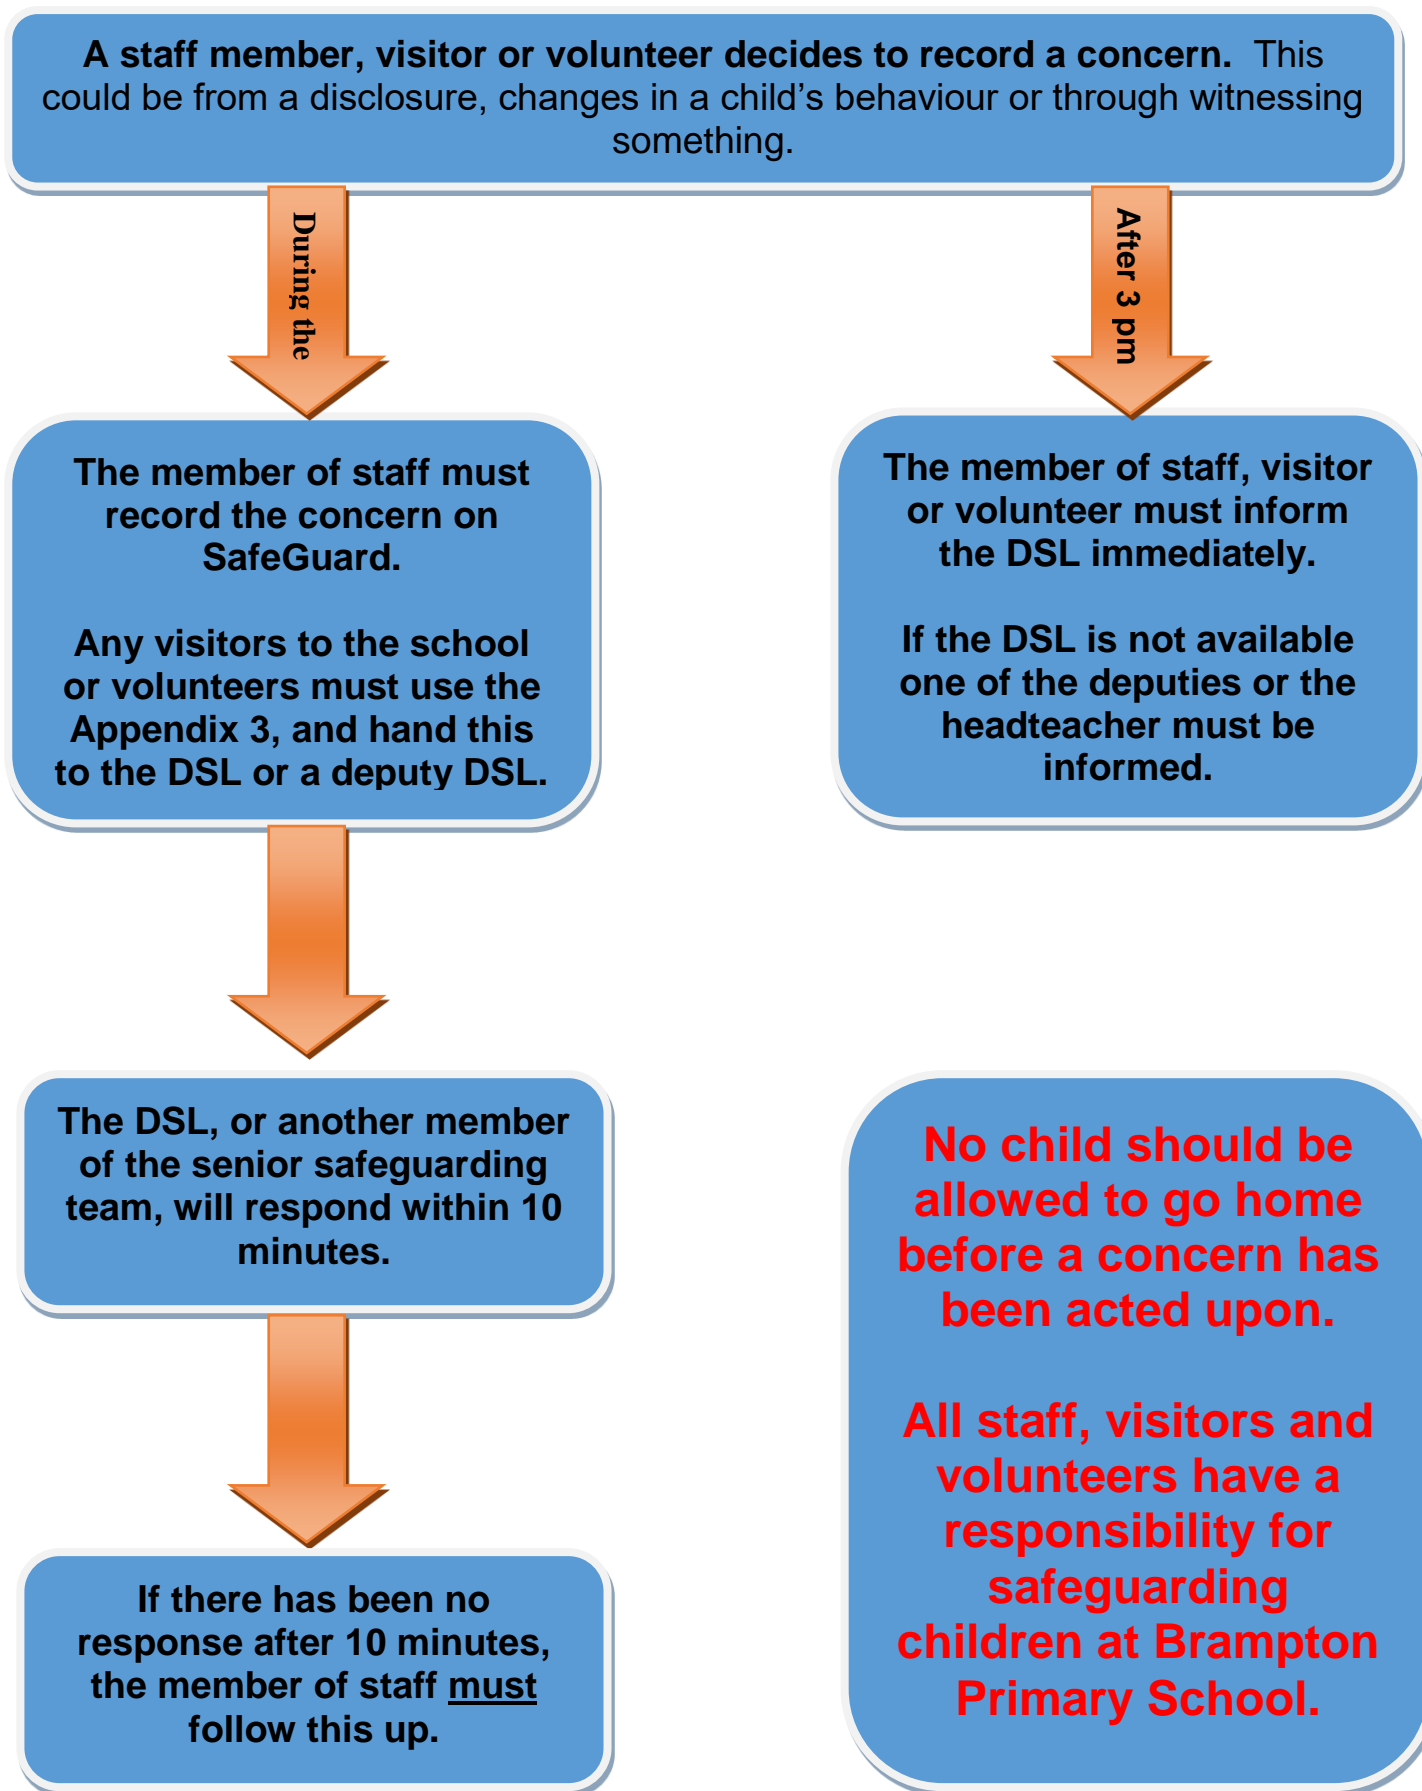 A staff member, visitor or volunteer decides to record a concern. This
could be from a disclosure, changes in a child's behaviour or through witnessing
something.
During the
After 3 pm
The member of staff must
record the concern on
SafeGuard.
Any visitors to the school
or volunteers must use the
Appendix 3, and hand this
to the DSL or a deputy DSL.
The member of staff, visitor
or volunteer must inform
the DSL immediately.
If the DSL is not available
one of the deputies or the
headteacher must be
informed.
The DSL, or another member
of the senior safeguarding
team, will respond within 10
minutes.
If there has been no
response after 10 minutes,
the member of staff must
follow this up.
No child should be
allowed to go home
before a concern has
been acted upon.
All staff, visitors and
volunteers have a
responsibility for
safeguarding
children at Brampton
Primary School.